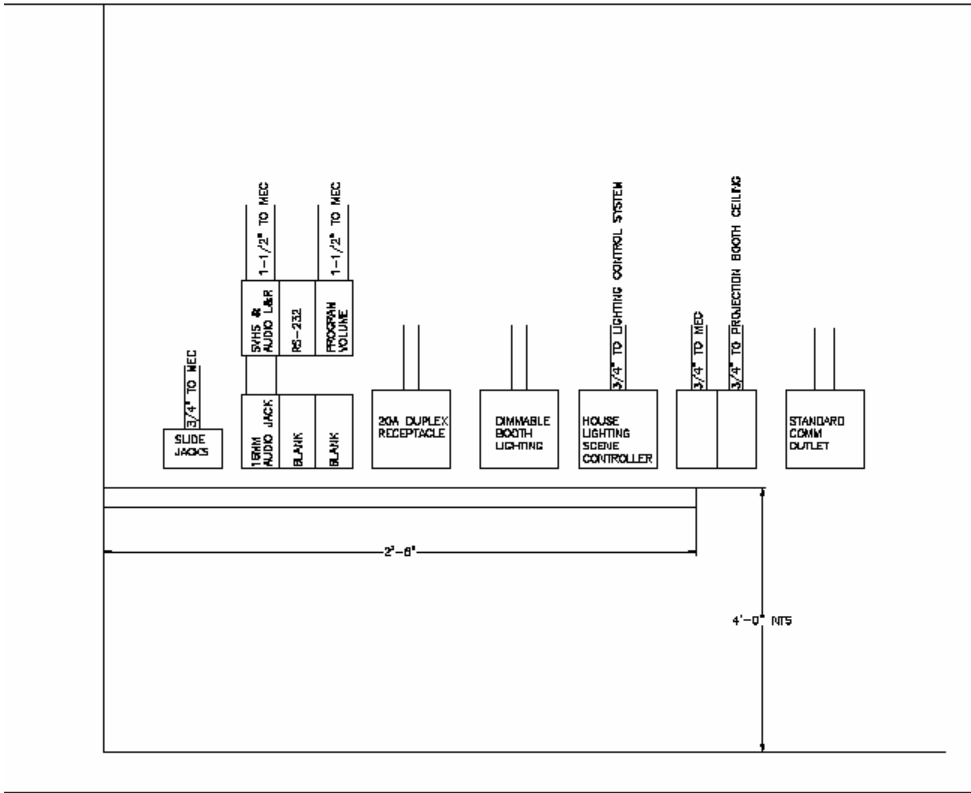 3/4" TO MEC
SLIDE
JACKS
1-1/2" TO MEC
1-1/2" TO MEC
SVHS &
AUDIO L&R
RS-232
PROGRAM
VOLUME
16MM
AUDIO JACK
BLANK
BLANK
20A DUPLEX
RECEPTACLE
DIMMABLE
BOOTH
LIGHTING
3/4" TO LIGHTING CONTROL SYSTEM
HOUSE
LIGHTING
SCENE
CONTROLLER
3/4" TO MEC
3/4" TO PROJECTION BOOTH CEILING
STANDARD
COMM
OUTLET
2'-6"
4'-0" NTS